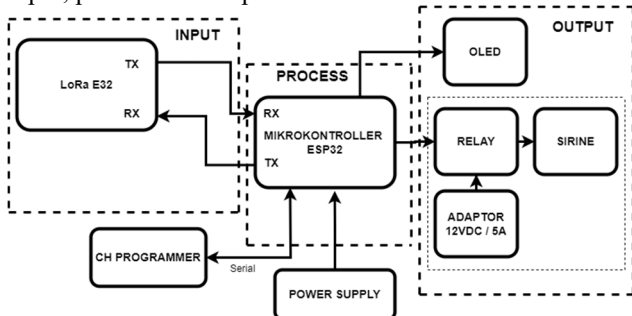 INPUT
TX
LoRa E32
RX
PROCESS
RX
MIKROKONTROLLER
ESP32
TX
OUTPUT
OLED
RELAY
SIRINE
ADAPTOR
12VDC / 5A
CH PROGRAMMER
Serial
POWER SUPPLY